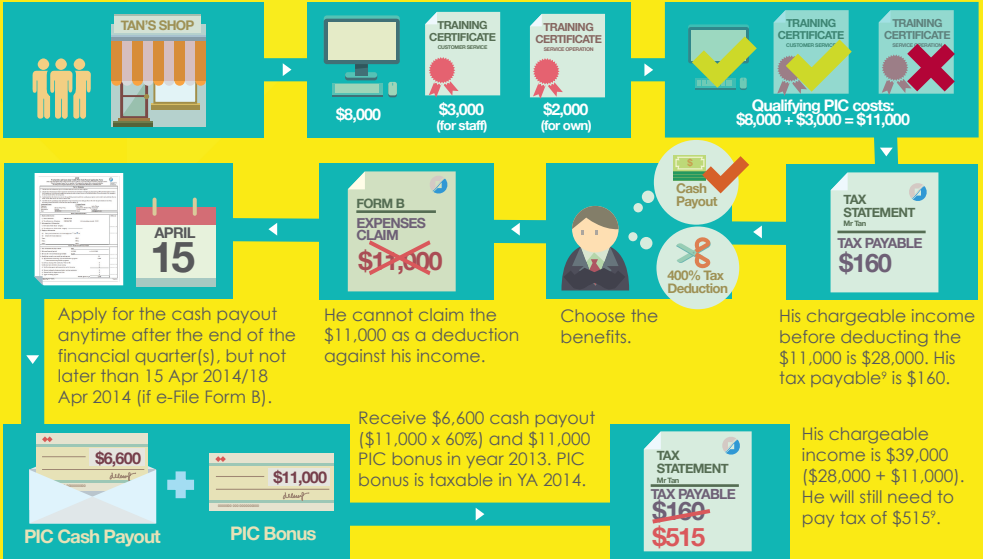 TAN'S SHOP
$8,000
TRAINING
CERTIFICATE
CUSTOMER SERVICE
$3,000
(for staff)
TRAINING
CERTIFICATE
SERVICE OPERATION
$2,000
(for own)
TRAINING
CERTIFICATE
CUSTOMER SERVICE
TRAINING
CERTIFICATE
SERVICE OPERATION
Qualifying PIC costs:
$8,000 + $3,000 = $11,000
TAX
STATEMENT
Mr Tan
TAX PAYABLE
$160
His chargeable income
before deducting the
$11,000 is $28,000. His
tax payable⁹ is $160.
Cash
Payout
400% Tax
Deduction
Choose the
benefits.
FORM B
EXPENSES
CLAIM
$11,000
He cannot claim the
$11,000 as a deduction
against his income.
APRIL
15
Apply for the cash payout
anytime after the end of the
financial quarter(s), but not
later than 15 Apr 2014/18
Apr 2014 (if e-File Form B).
$6,600
PIC Cash Payout
$11,000
PIC Bonus
Receive $6,600 cash payout
($11,000 x 60%) and $11,000
PIC bonus in year 2013. PIC
bonus is taxable in YA 2014.
TAX
STATEMENT
Mr Tan
TAX PAYABLE
$160
$515
His chargeable
income is $39,000
($28,000 + $11,000).
He will still need to
pay tax of $515⁹.